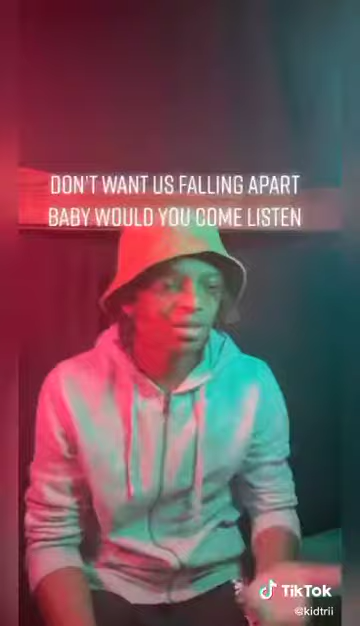 DON'T WANT US FALLING APART
BABY WOULD YOU COME LISTEN
TikTok
@kidtrii